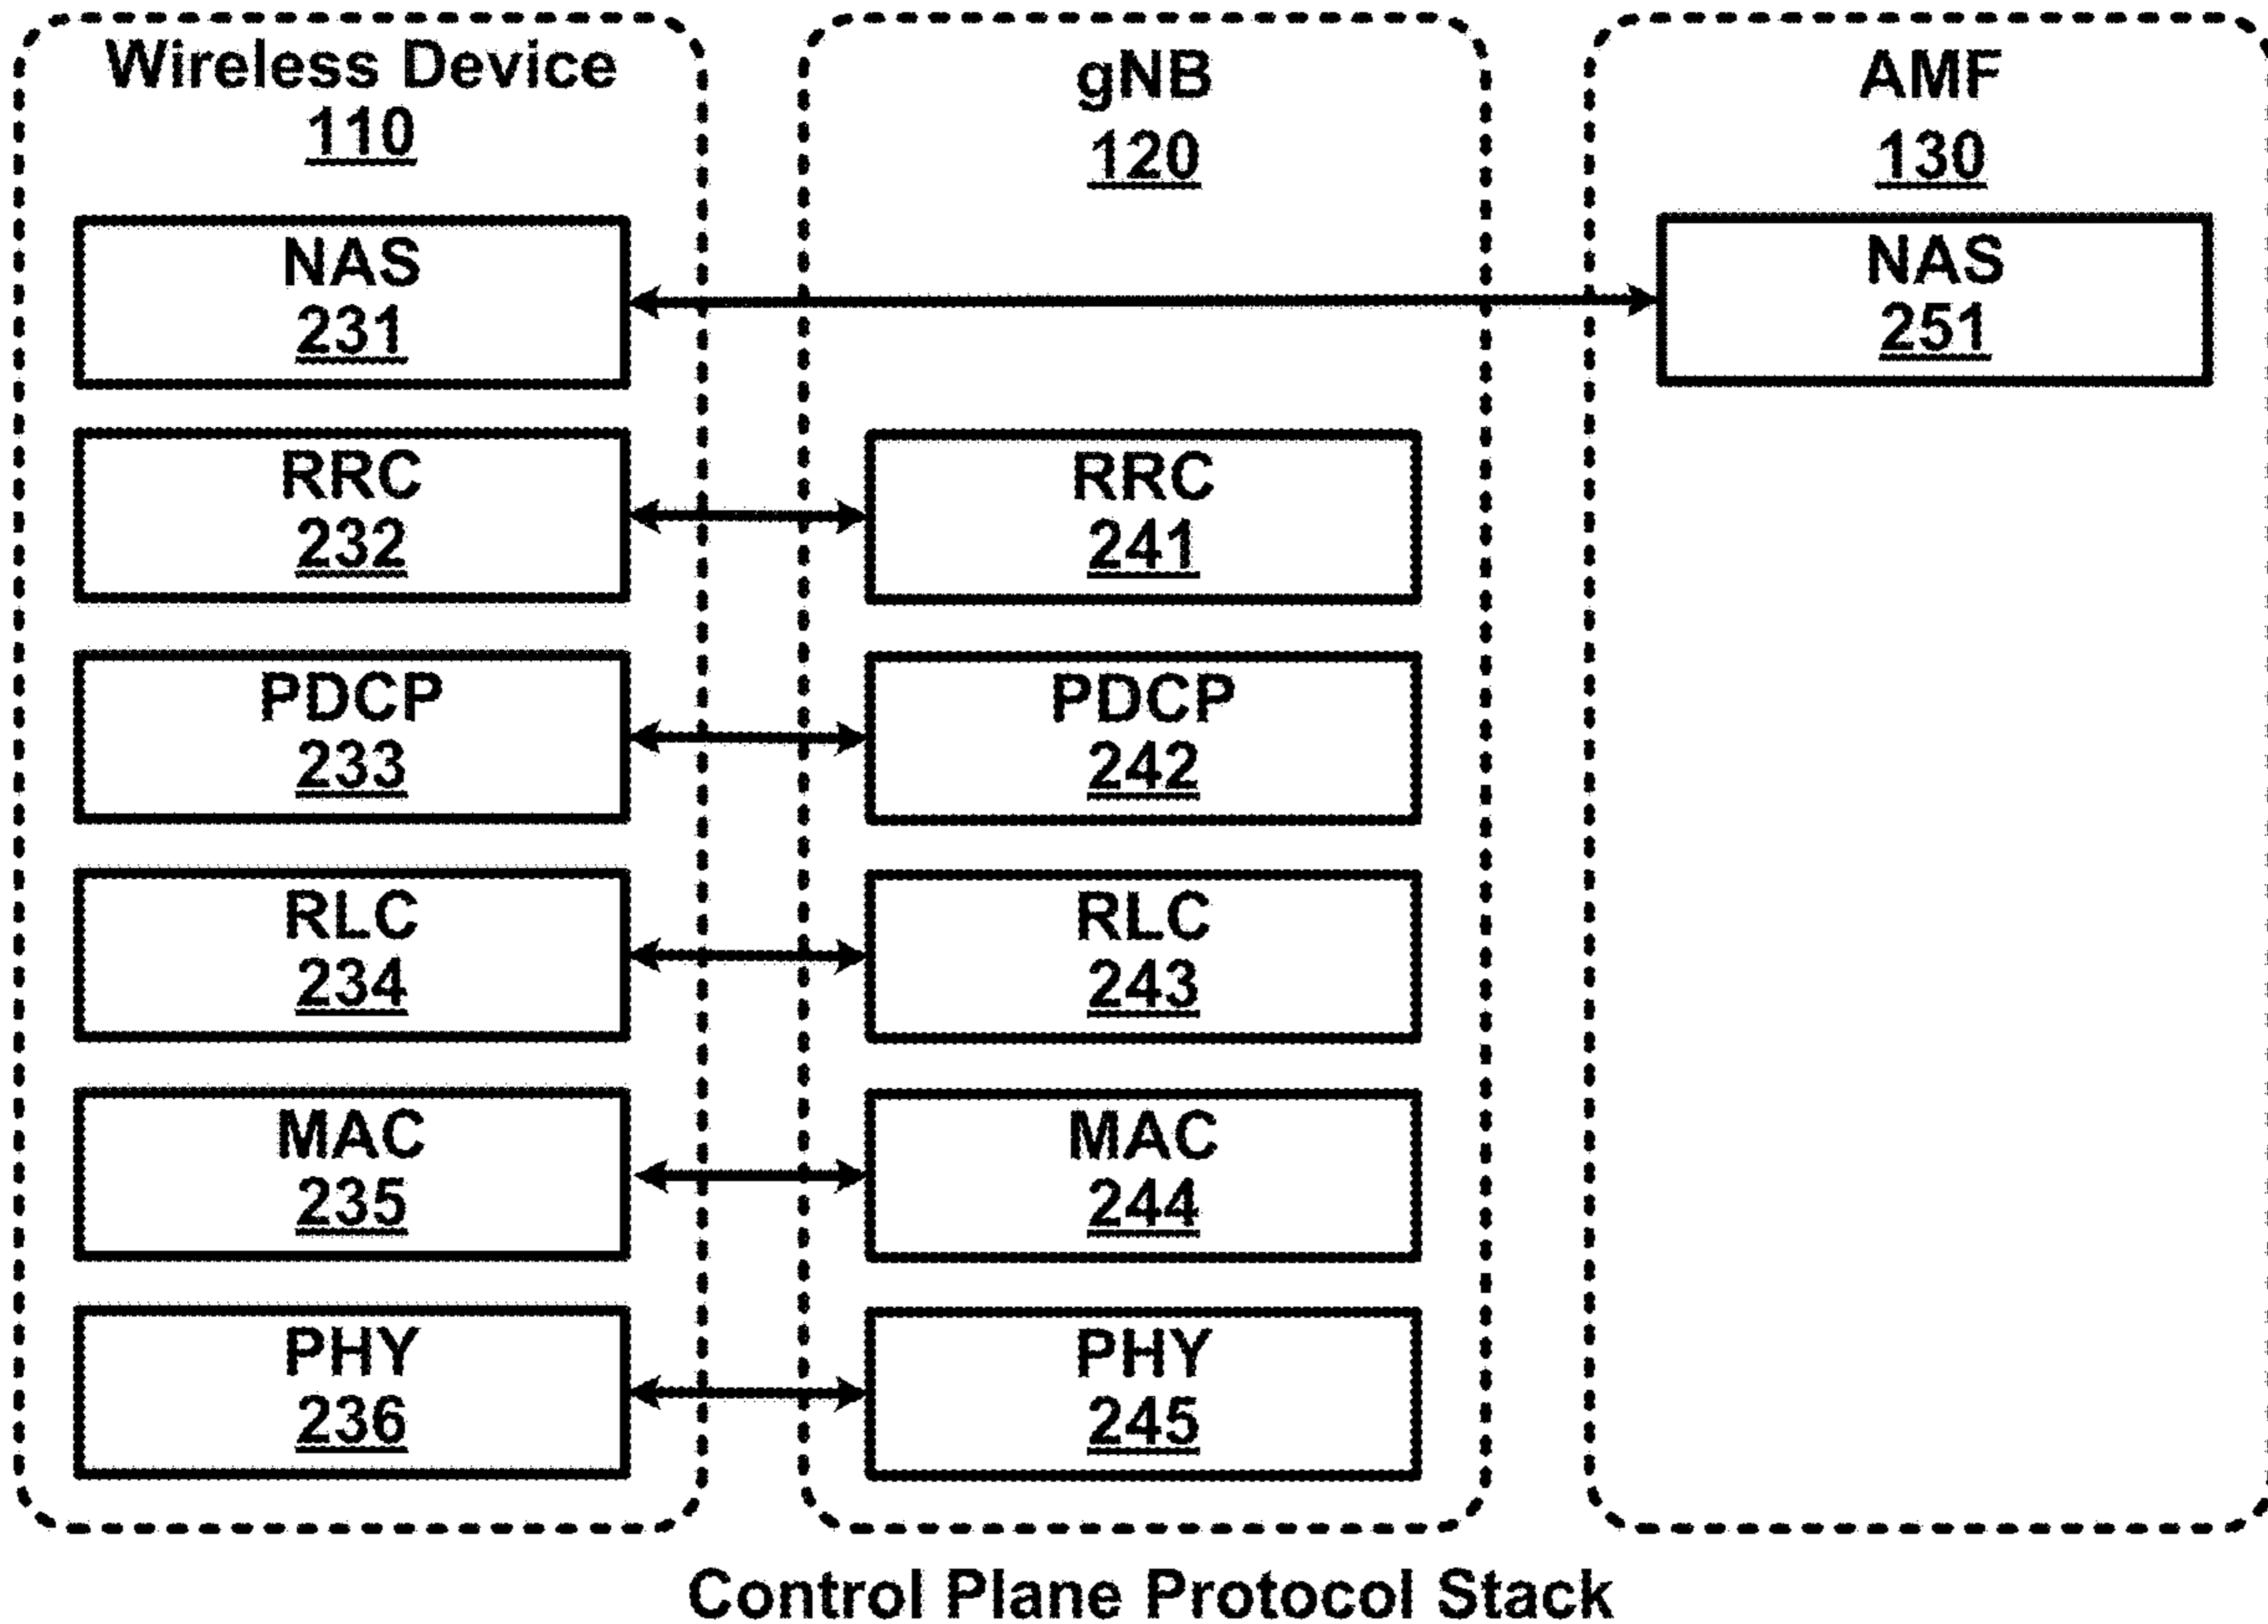 Wireless Device
110
gNB
120
AMF
130
NAS
231
NAS
251
RRC
232
RRC
241
PDCP
233
PDCP
242
RLC
234
RLC
243
MAC
235
MAC
244
PHY
236
PHY
245
Control Plane Protocol Stack